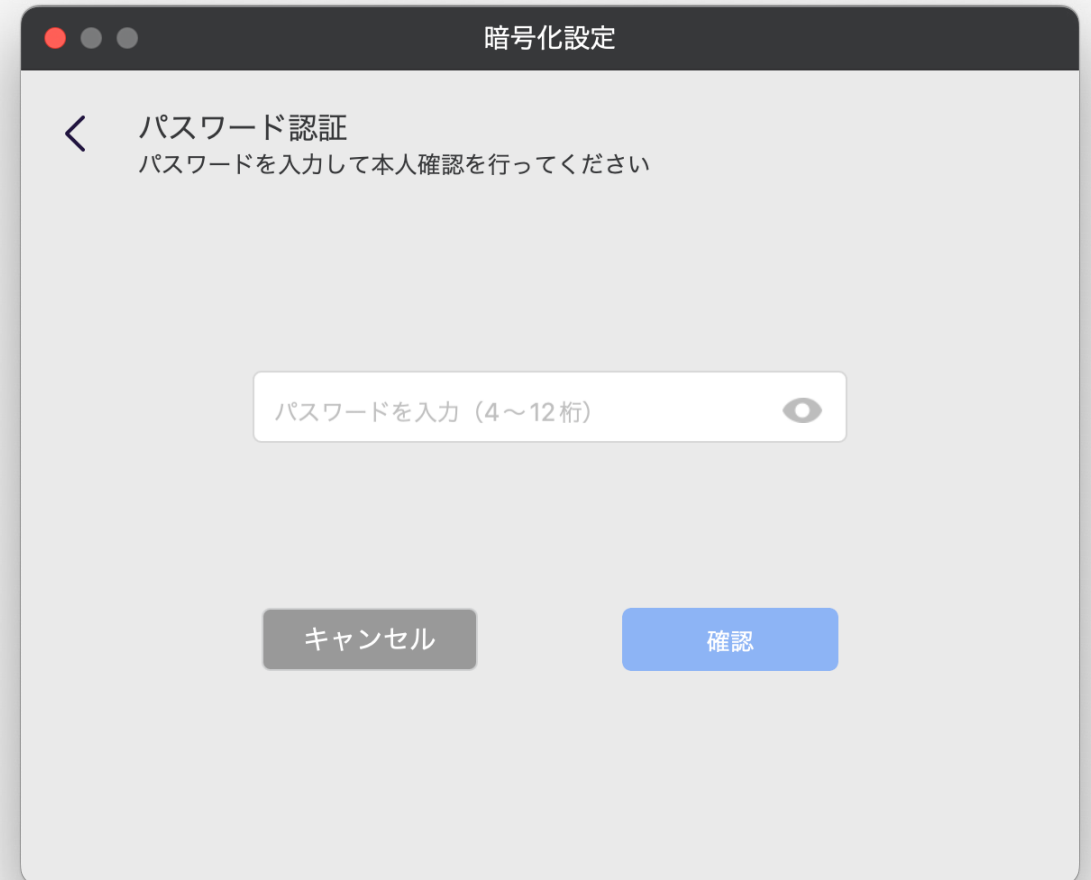 暗号化設定
パスワード認証
パスワードを入力して本人確認を行ってください
パスワードを入力（4～12桁）
キャンセル
確認